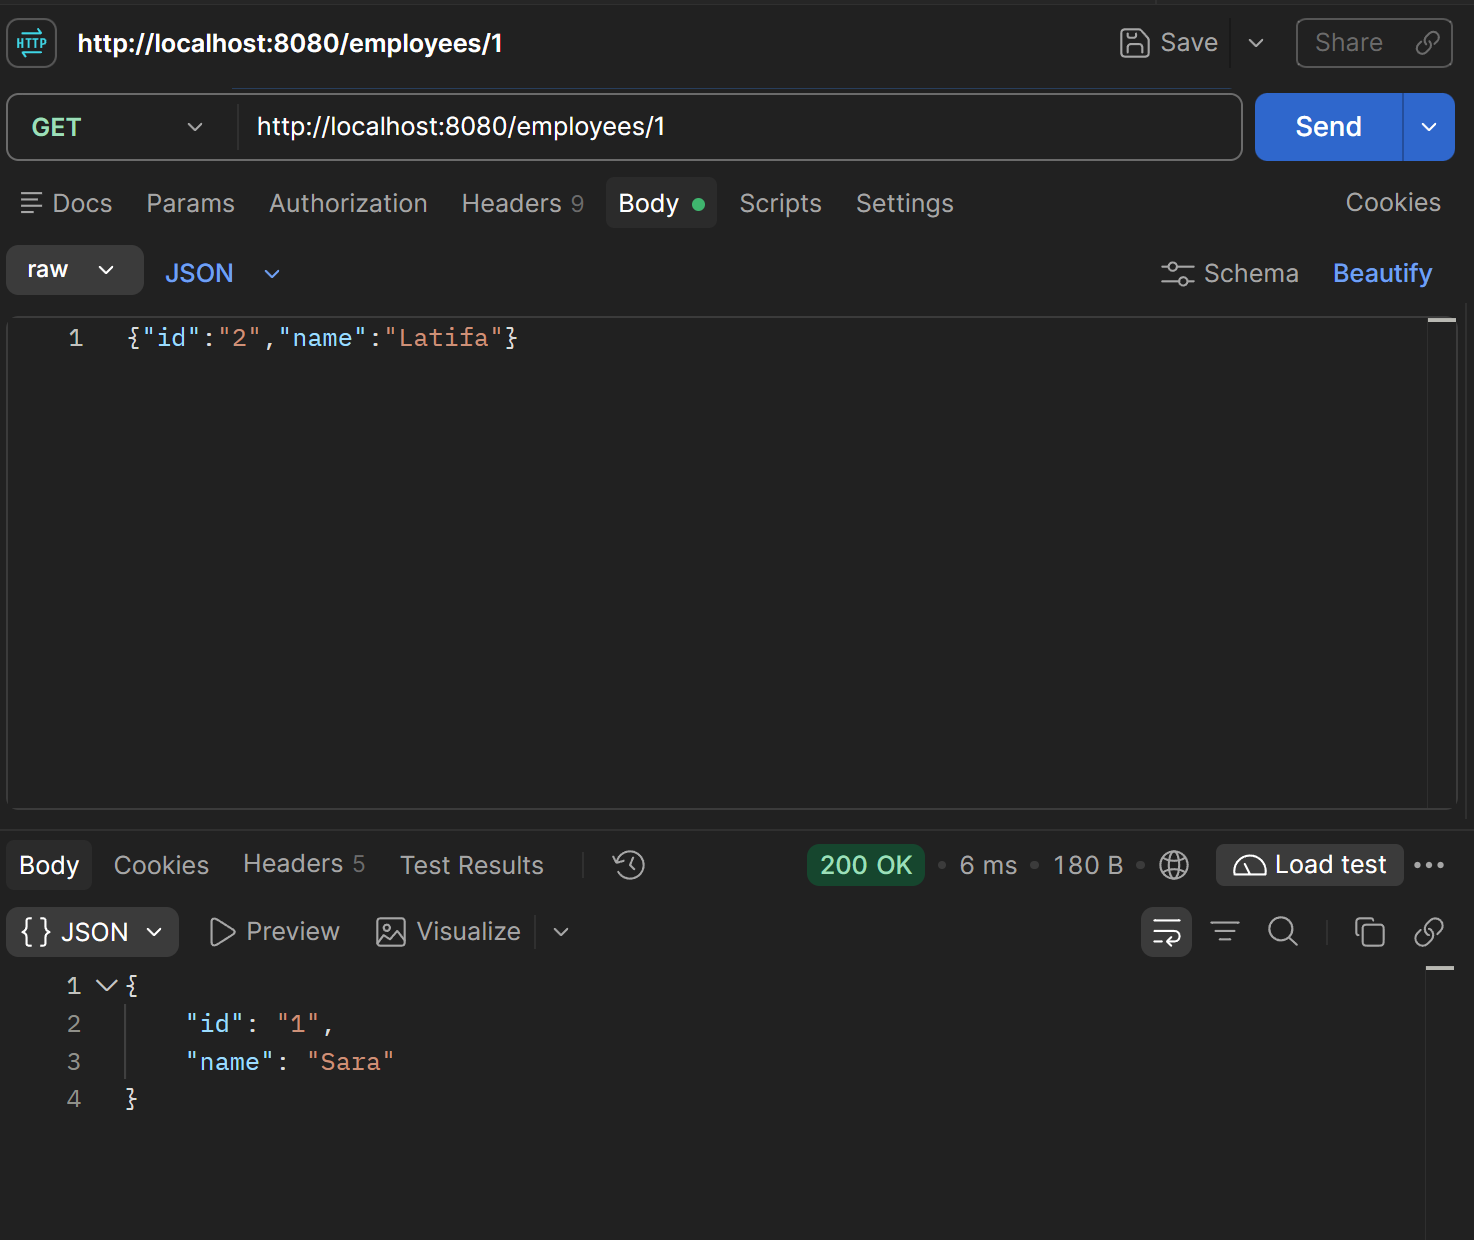 HTTP http://localhost:8080/employees/1 Save Share
GET http://localhost:8080/employees/1 Send
Docs Params Authorization Headers 9 Body Scripts Settings Cookies
raw JSON Schema Beautify
1 {"id":"2","name":"Latifa"}
Body Cookies Headers 5 Test Results 200 OK • 6 ms • 180 B • Load test
{} JSON Preview Visualize
1 {
2 "id": "1",
3 "name": "Sara"
4 }